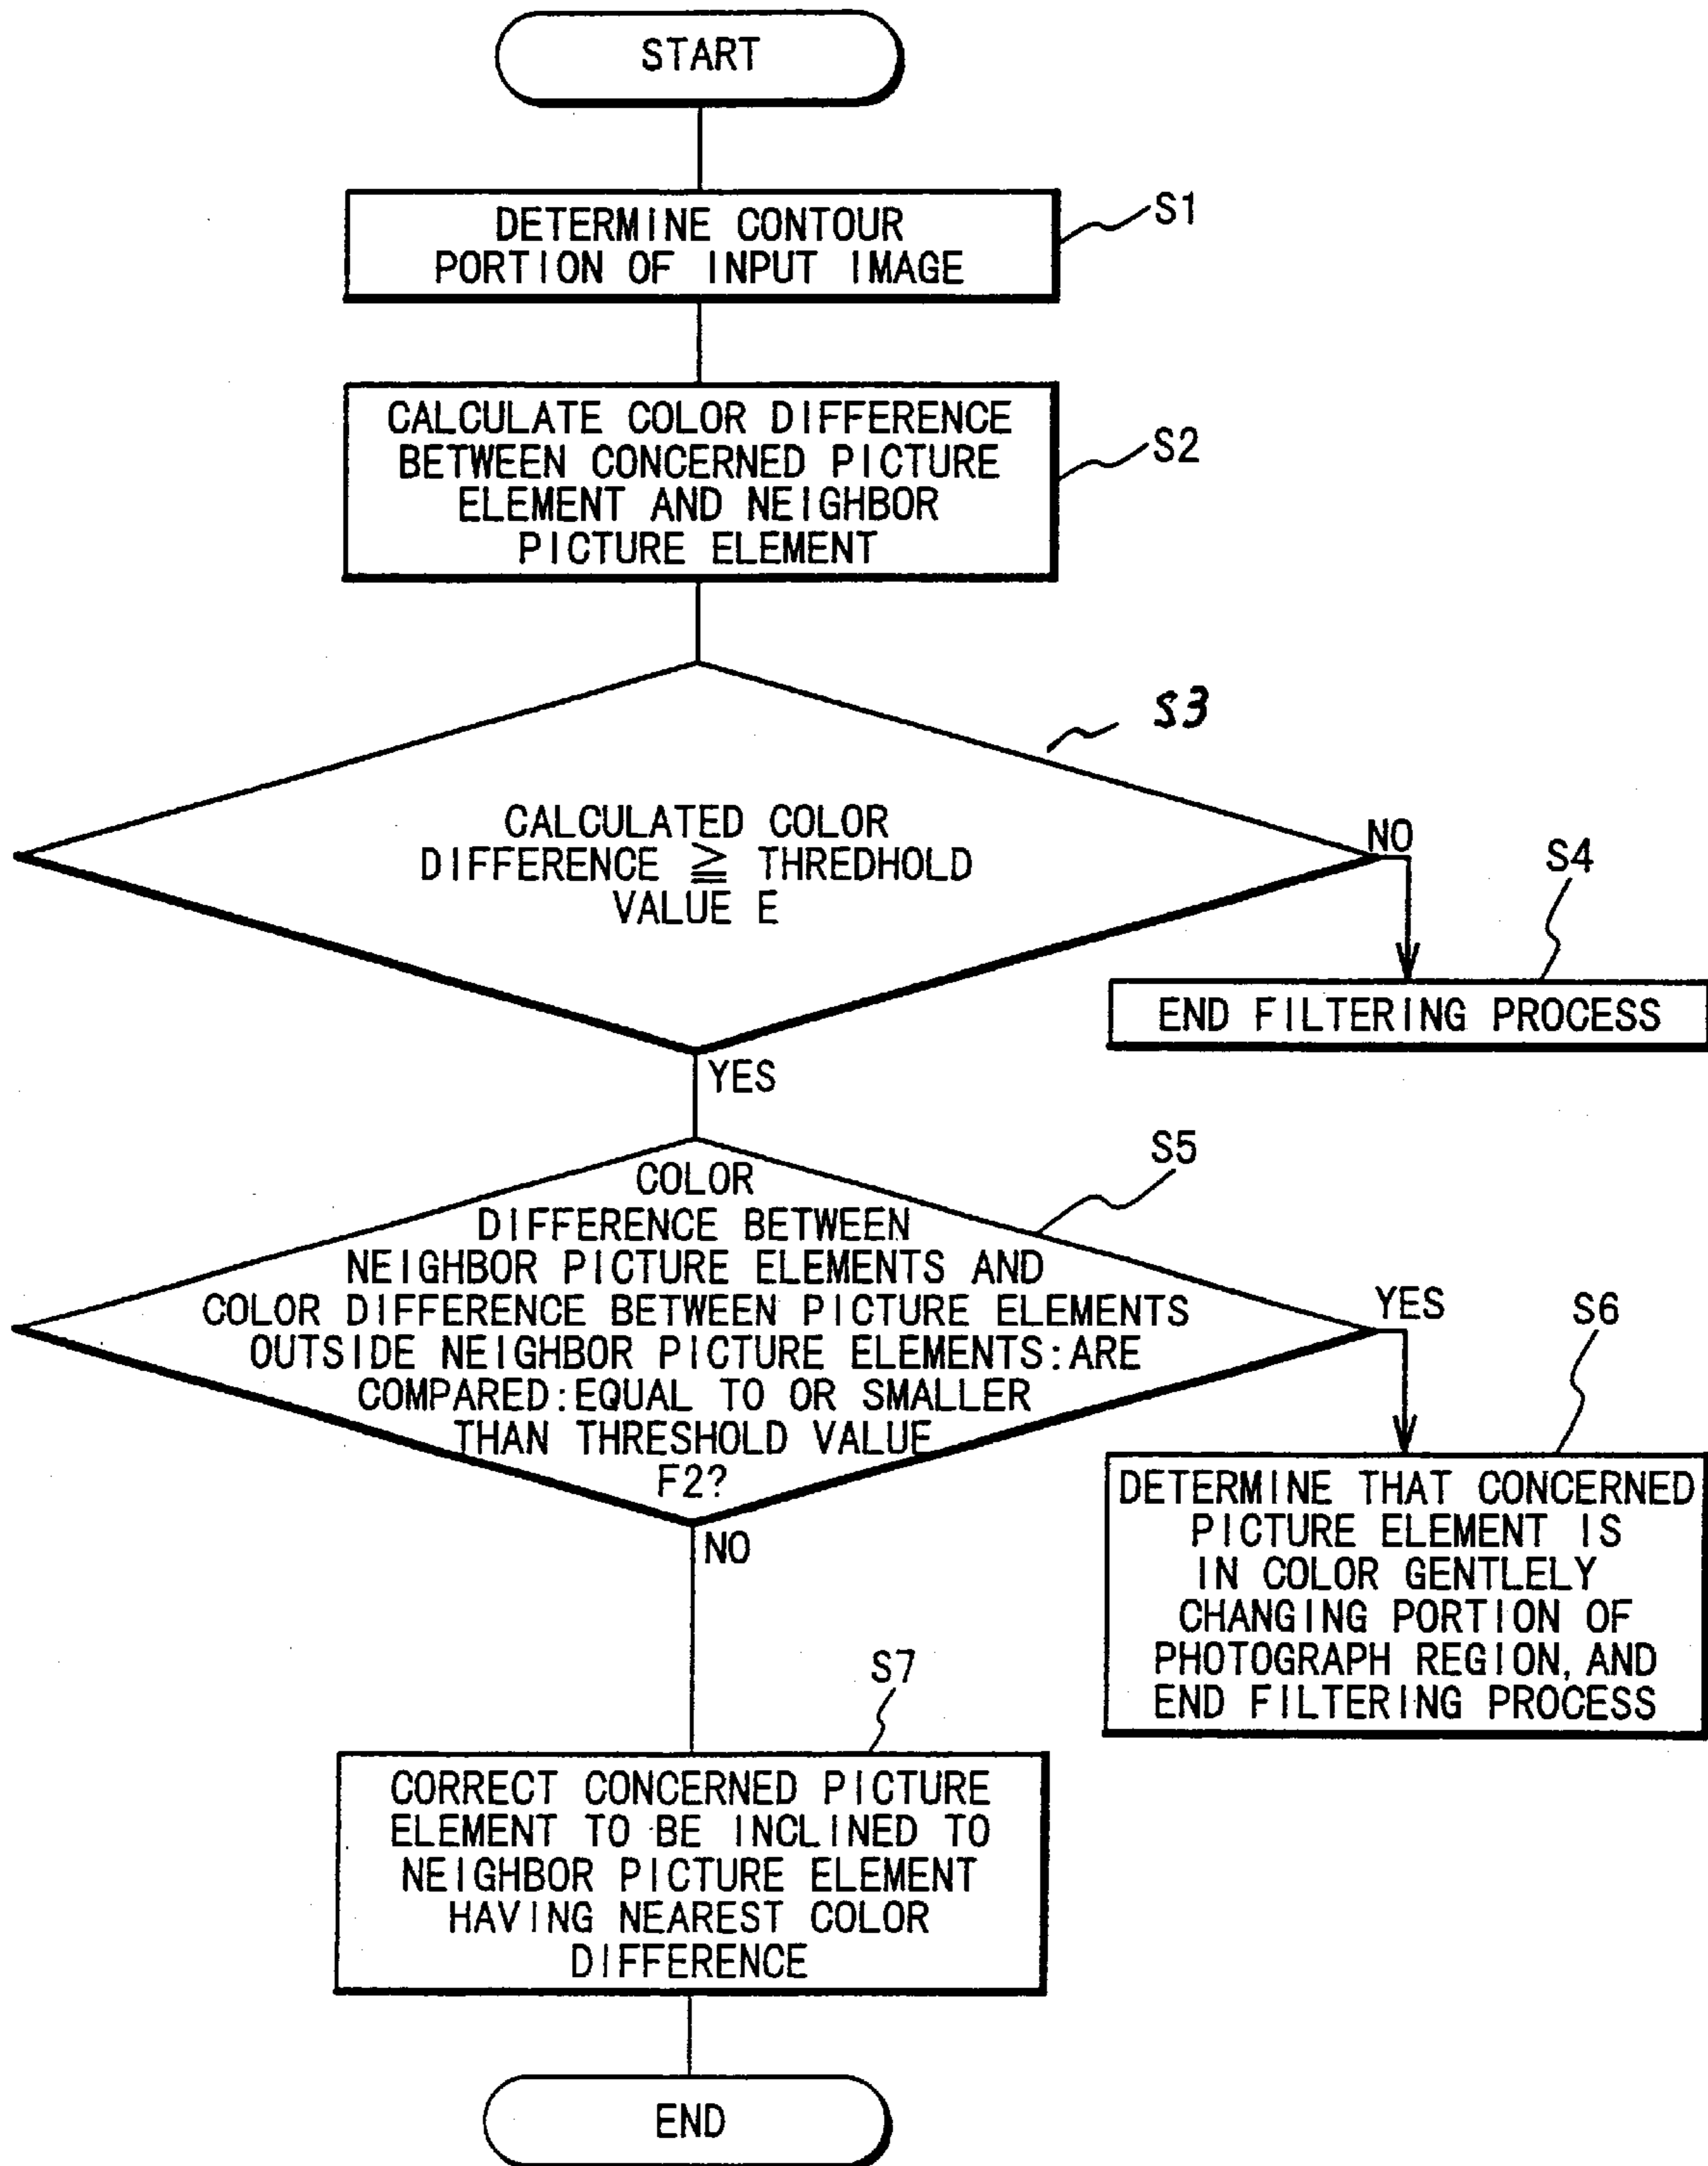 START
DETERMINE CONTOUR
PORTION OF INPUT IMAGE
S1
CALCULATE COLOR DIFFERENCE
BETWEEN CONCERNED PICTURE
ELEMENT AND NEIGHBOR
PICTURE ELEMENT
S2
S3
CALCULATED COLOR
DIFFERENCE ≧ THREDHOLD
VALUE E
NO
S4
END FILTERING PROCESS
YES
S5
COLOR
DIFFERENCE BETWEEN
NEIGHBOR PICTURE ELEMENTS AND
COLOR DIFFERENCE BETWEEN PICTURE ELEMENTS
OUTSIDE NEIGHBOR PICTURE ELEMENTS:ARE
COMPARED:EQUAL TO OR SMALLER
THAN THRESHOLD VALUE
F2?
YES
S6
DETERMINE THAT CONCERNED
PICTURE ELEMENT IS
IN COLOR GENTLELY
CHANGING PORTION OF
PHOTOGRAPH REGION, AND
END FILTERING PROCESS
NO
S7
CORRECT CONCERNED PICTURE
ELEMENT TO BE INCLINED TO
NEIGHBOR PICTURE ELEMENT
HAVING NEAREST COLOR
DIFFERENCE
END